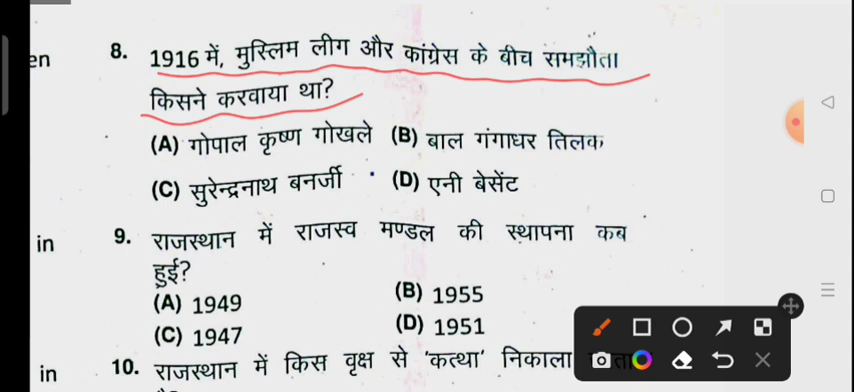 en
8. 1916 में, मुस्लिम लीग और कांग्रेस के बीच समझौता
किसने करवाया था?
(A) गोपाल कृष्ण गोखले (B) बाल गंगाधर तिलक
(C) सुरेन्द्रनाथ बनर्जी (D) एनी बेसेंट
in
9. राजस्थान में राजस्व मण्डल की स्थापना कब
हुई?
(A) 1949 (B) 1955
(C) 1947 (D) 1951
in
10. राजस्थान में किस वृक्ष से 'कत्था' निकाला